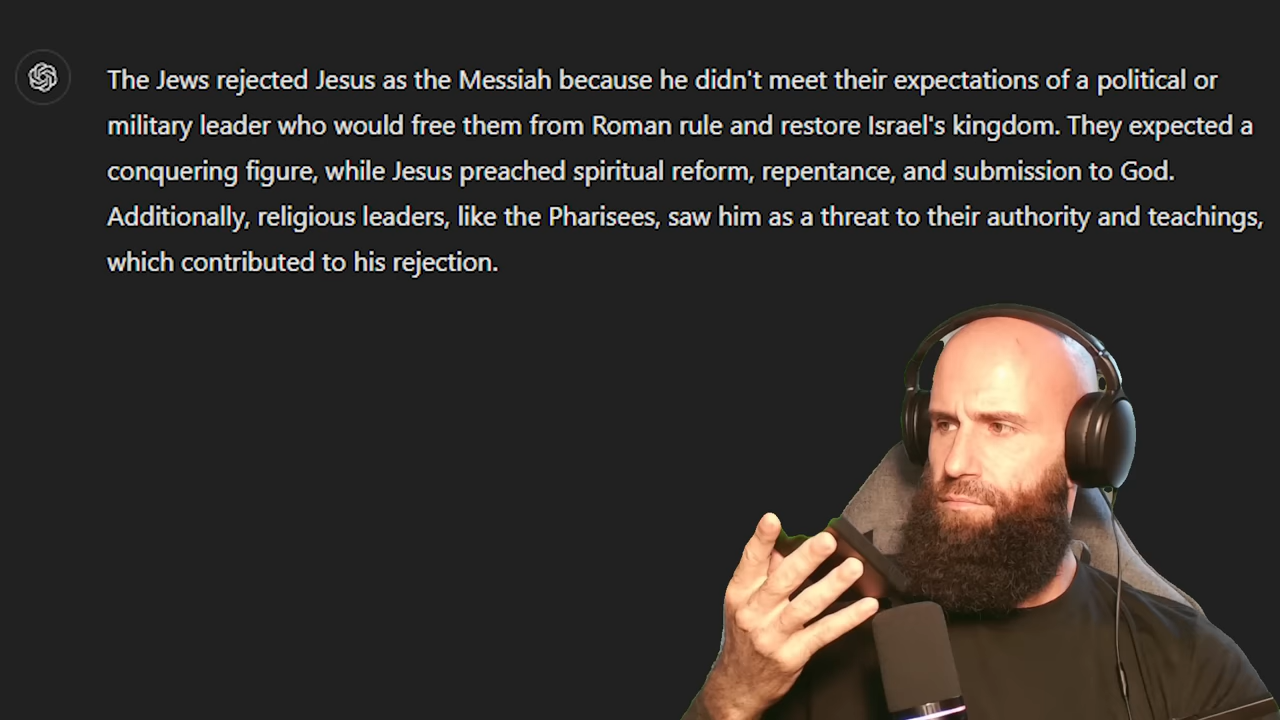 The Jews rejected Jesus as the Messiah because he didn't meet their expectations of a political or
military leader who would free them from Roman rule and restore Israel's kingdom. They expected a
conquering figure, while Jesus preached spiritual reform, repentance, and submission to God.
Additionally, religious leaders, like the Pharisees, saw him as a threat to their authority and teachings,
which contributed to his rejection.